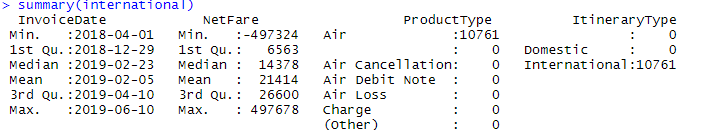 > summary(international)
InvoiceDate NetFare ProductType ItineraryType
Min. :2018-04-01 Min. :-497324 Air :10761 : 0
1st Qu.:2018-12-29 1st Qu.: 6563 : 0 Domestic : 0
Median :2019-02-23 Median : 14378 Air Cancellation: 0 International:10761
Mean :2019-02-05 Mean : 21414 Air Debit Note : 0
3rd Qu.:2019-04-10 3rd Qu.: 26600 Air Loss : 0
Max. :2019-06-10 Max. : 497678 Charge : 0
(Other) : 0